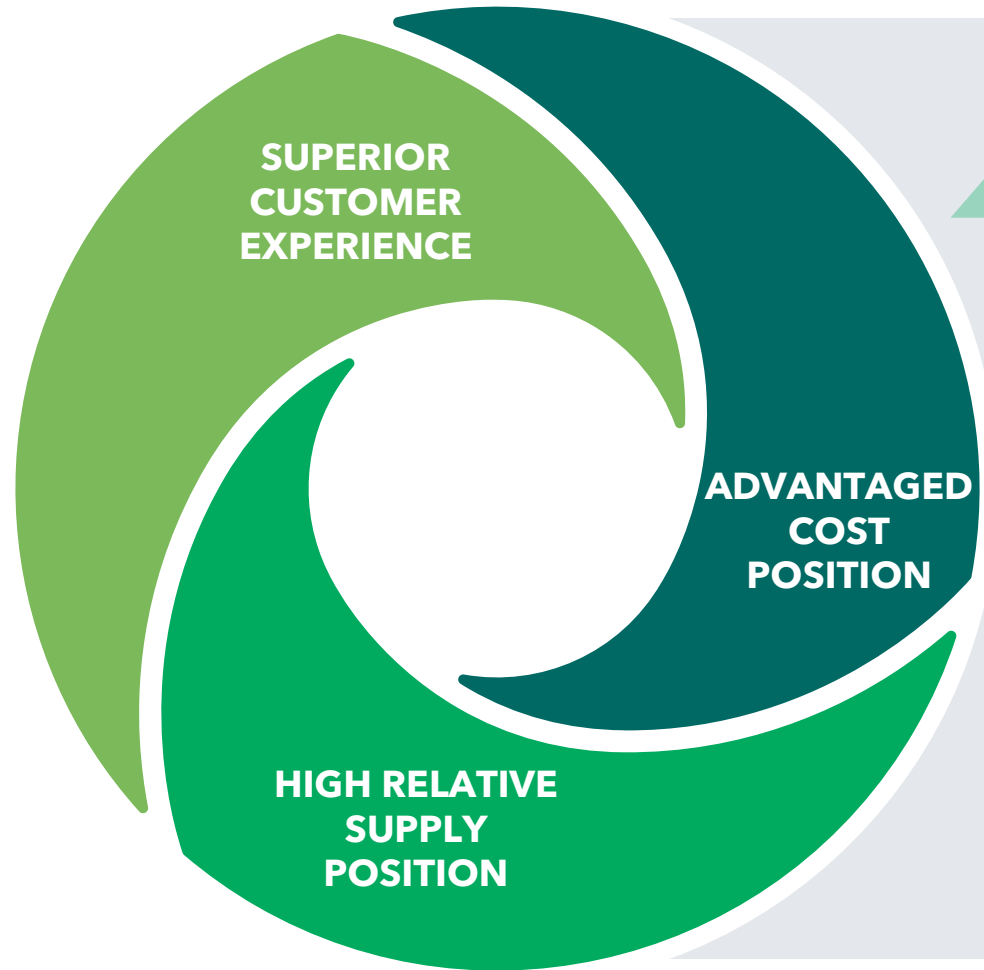 SUPERIOR
CUSTOMER
EXPERIENCE
ADVANTAGED
COST
POSITION
HIGH RELATIVE
SUPPLY
POSITION